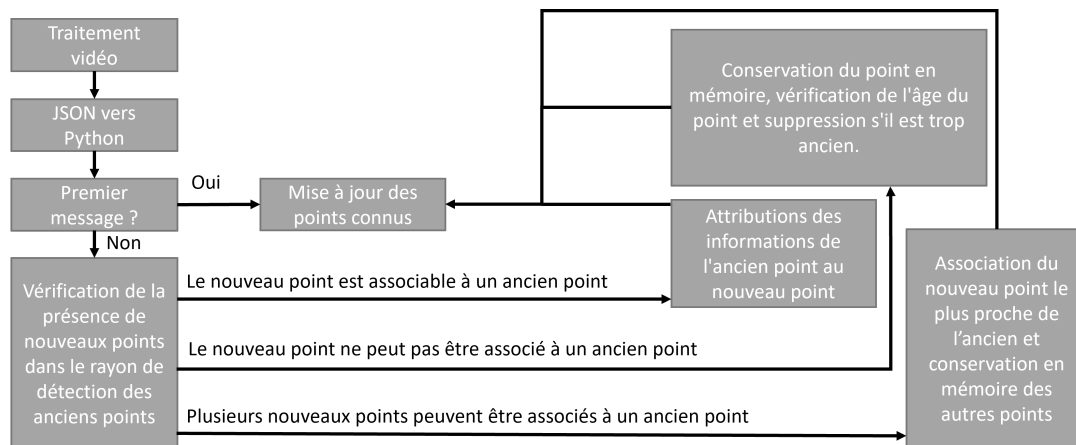 Traitement
vidéo
JSON vers
Python
Premier
message ?
Oui
Mise à jour des
points connus
Non
Conservation du point en
mémoire, vérification de l'âge du
point et suppression s'il est trop
ancien.
Attributions des
informations de
l'ancien point au
nouveau point
Association du
nouveau point le
plus proche de
l’ancien et
conservation en
mémoire des
autres points
Vérification de la
présence de
nouveaux points
dans le rayon de
détection des
anciens points
Le nouveau point est associable à un ancien point
Le nouveau point ne peut pas être associé à un ancien point
Plusieurs nouveaux points peuvent être associés à un ancien point